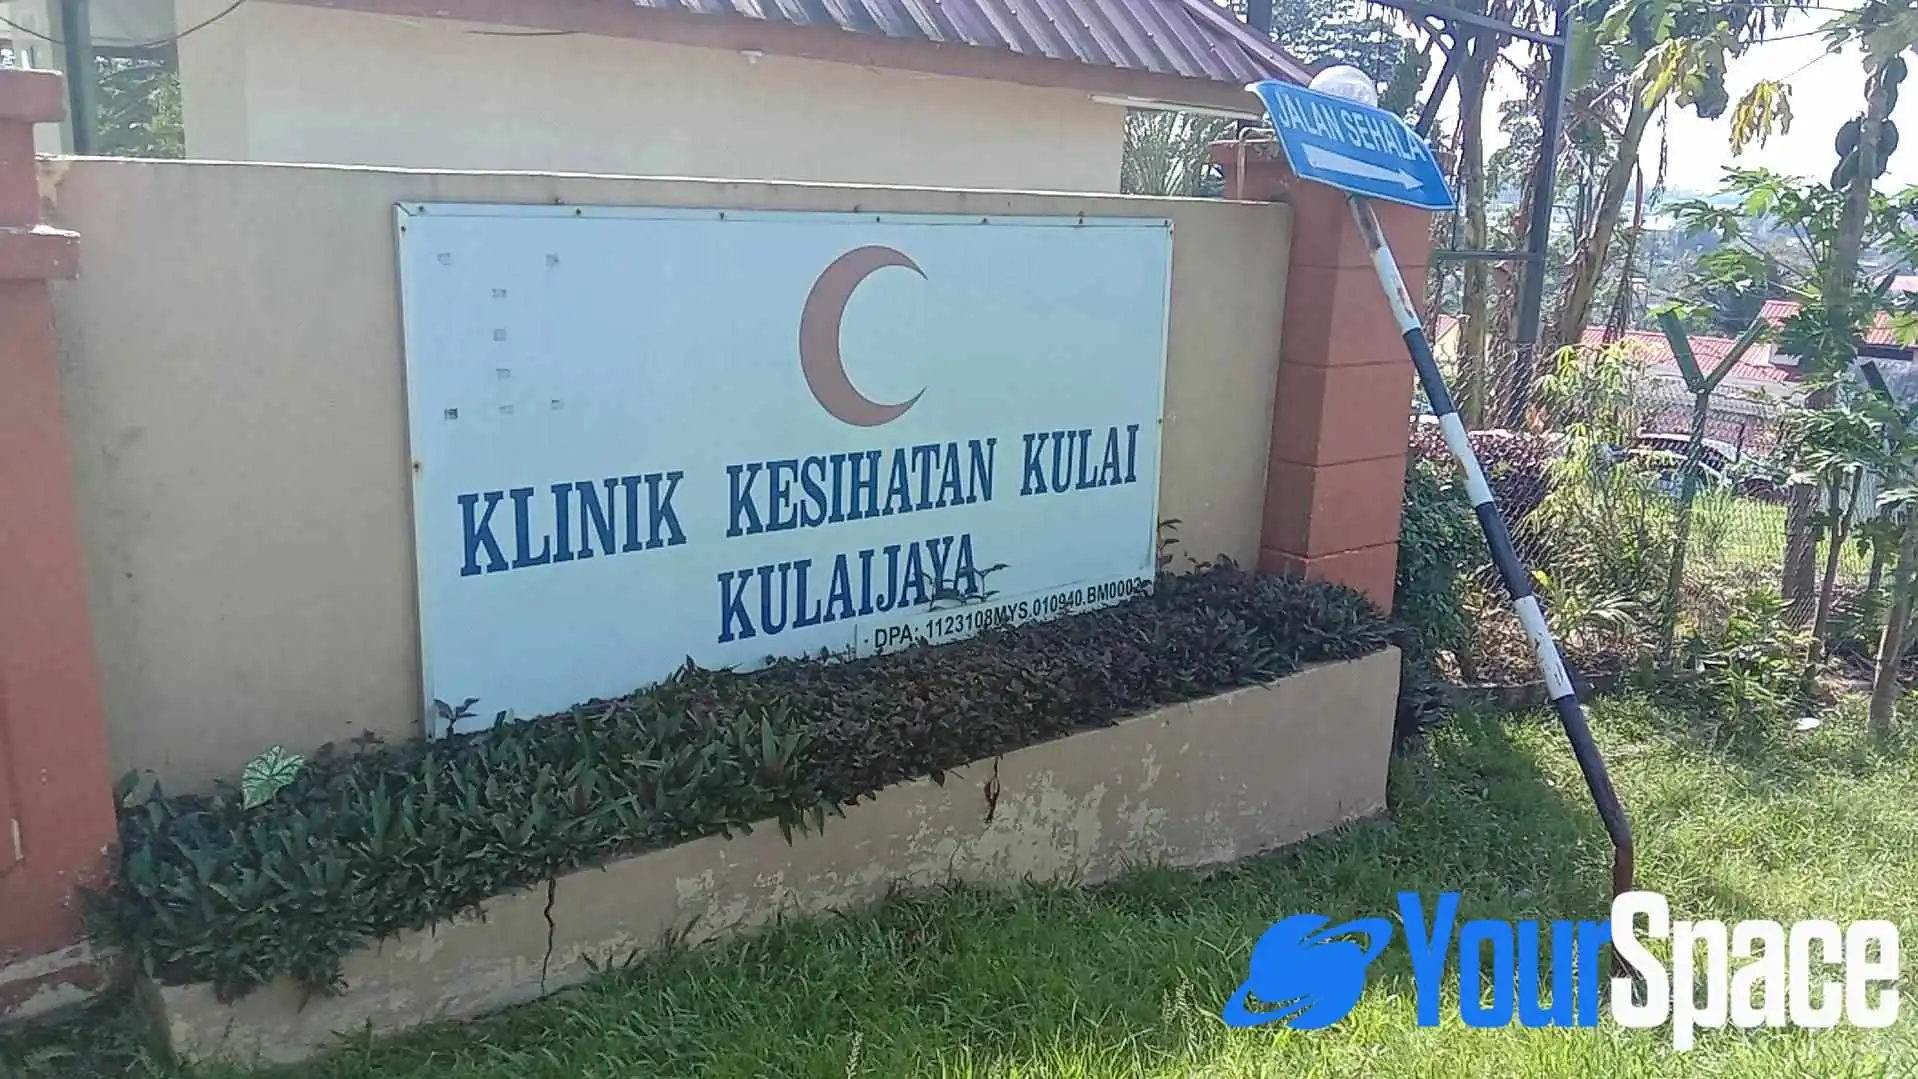 JALAN SEHALA
KLINIK KESIHATAN KULAI
KULAIJAYA
DPA: 1123108MYS.010940.BM0002
YourSpace